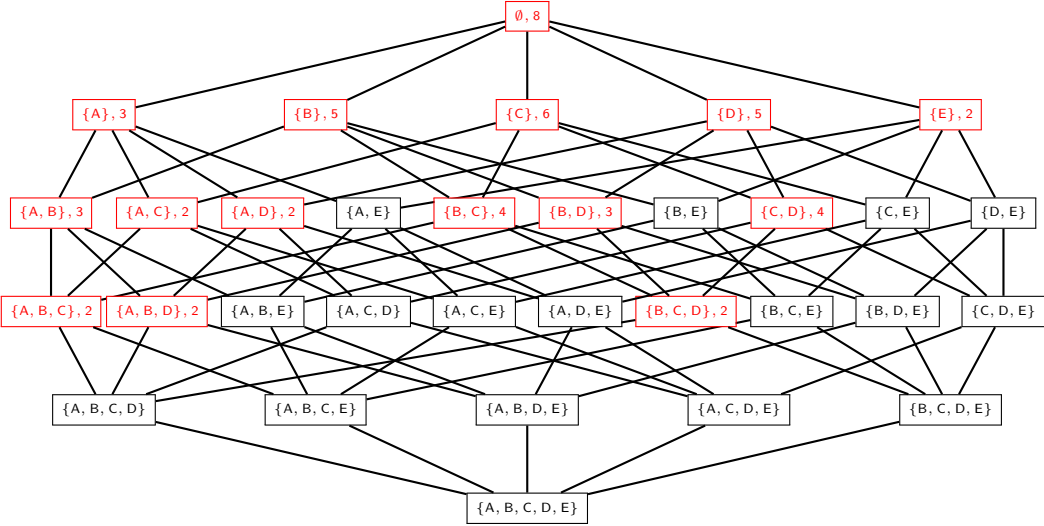 ∅, 8
{A}, 3 {B}, 5 {C}, 6 {D}, 5 {E}, 2
{A, B}, 3 {A, C}, 2 {A, D}, 2 {A, E} {B, C}, 4 {B, D}, 3 {B, E} {C, D}, 4 {C, E} {D, E}
{A, B, C}, 2 {A, B, D}, 2 {A, B, E} {A, C, D} {A, C, E} {A, D, E} {B, C, D}, 2 {B, C, E} {B, D, E} {C, D, E}
{A, B, C, D} {A, B, C, E} {A, B, D, E} {A, C, D, E} {B, C, D, E}
{A, B, C, D, E}